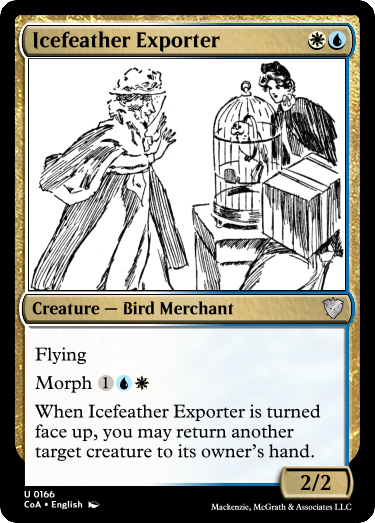 Icefeather Exporter
Creature — Bird Merchant
Flying
Morph 1
When Icefeather Exporter is turned
face up, you may return another
target creature to its owner's hand.
2/2
U 0166
CoA • English
Mackenzie, McGrath & Associates LLC